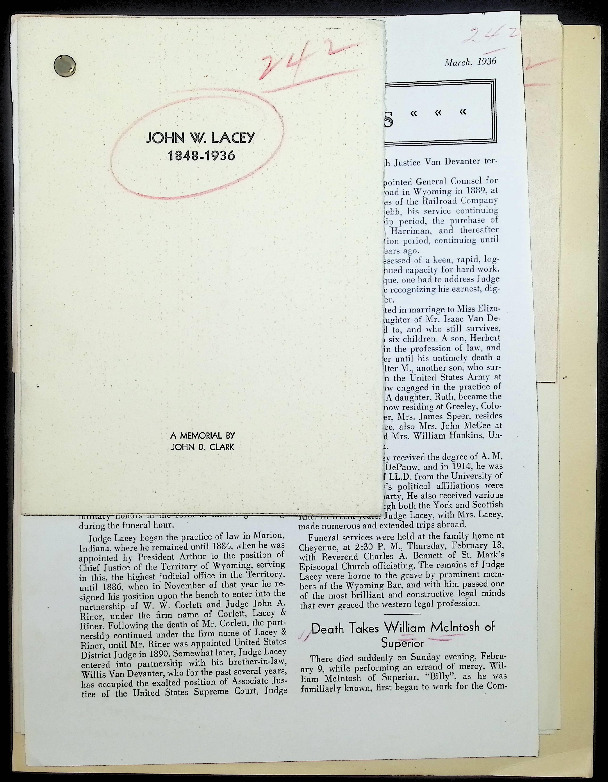 242
JOHN W. LACEY
1848-1936
A MEMORIAL BY
JOHN D. CLARK
242
March, 1936
s « « «
h Justice Van Devanter ter-
pointed General Counsel for
road in Wyoming in 1889, at
es of the Railroad Company
ebb, his service continuing
ip period, the purchase of
. Harriman, and thereafter
tion period, continuing until
ears ago.
ssessed of a keen, rapid, log-
ned capacity for hard work,
que, one had to address Judge
e recognizing his earnest, dig-
er.
ted in marriage to Miss Eliza-
aughter of Mr. Isaac Van De-
d to, and who still survives,
six children. A son, Herbert
in the profession of law, and
er until his untimely death a
lter M., another son, who sur-
n the United States Army at
w engaged in the practice of
A daughter, Ruth, became the
now residing at Greeley, Colo-
er, Mrs. James Speer, resides
ce, also Mrs. John McGee at
d Mrs. William Hankins, Un-
y received the degree of A. M.
DePauw, and in 1914, he was
f LL.D. from the University of
's political affiliations were
arty. He also received various
gh both the York and Scottish
Judge Lacey, with Mrs. Lacey,
made numerous and extended trips abroad.
Funeral services were held at the family home at
Cheyenne, at 2:30 P. M., Thursday, February 13,
with Reverend Charles A. Bennett of St. Mark's
Episcopal Church officiating. The remains of Judge
Lacey were borne to the grave by prominent mem-
bers of the Wyoming Bar, and with him passed one
of the most brilliant and constructive legal minds
that ever graced the western legal profession.
Death Takes William McIntosh of
Superior
There died suddenly on Sunday evening, Febru-
ary 9, while performing an errand of mercy, Wil-
liam McIntosh of Superior. "Billy", as he was
familiarly known, first began to work for the Com-
during the funeral hour.
Judge Lacey began the practice of law in Marion,
Indiana, where he remained until 1884, when he was
appointed by President Arthur to the position of
Chief Justice of the Territory of Wyoming, serving
in this, the highest judicial office in the Territory,
until 1886, when in November of that year he re-
signed his position upon the bench to enter into the
partnership of W. W. Corlett and Judge John A.
Riner, under the firm name of Corlett, Lacey &
Riner. Following the death of Mr. Corlett, the part-
nership continued under the firm name of Lacey &
Riner, until Mr. Riner was appointed United States
District Judge in 1890. Somewhat later, Judge Lacey
entered into partnership with his brother-in-law,
Willis Van Devanter, who for the past several years,
has occupied the exalted position of Associate Jus-
tice of the United States Supreme Court, Judge